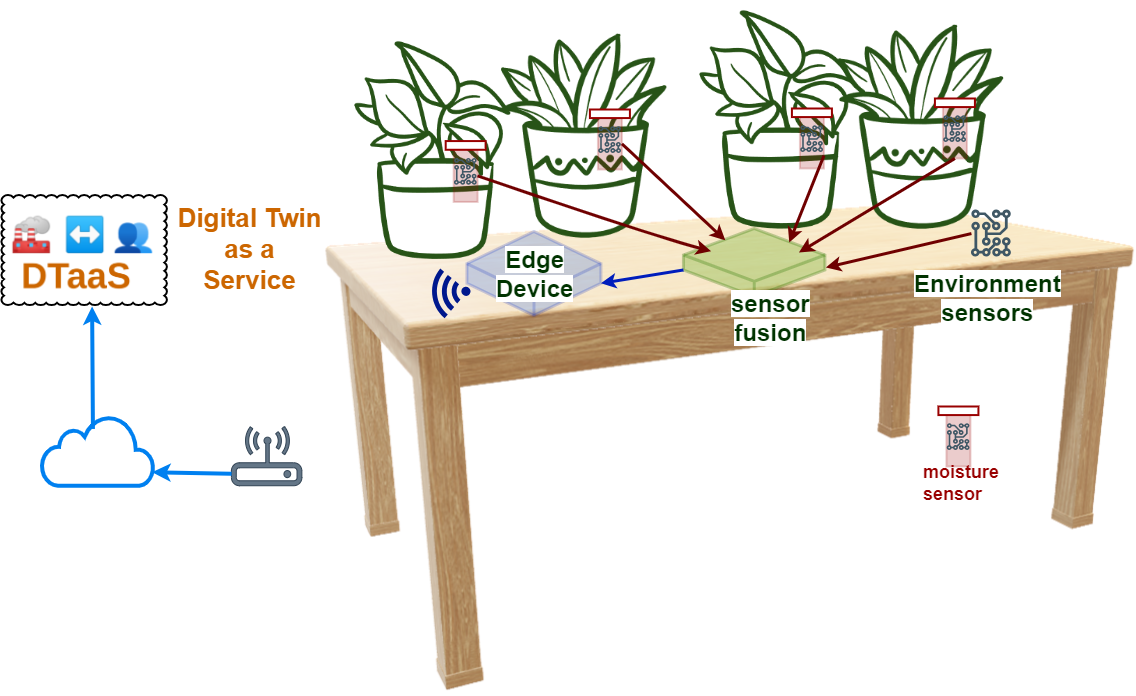 DTaaS
Digital Twin
as a
Service
Edge
Device
sensor
fusion
Environment
sensors
moisture
sensor